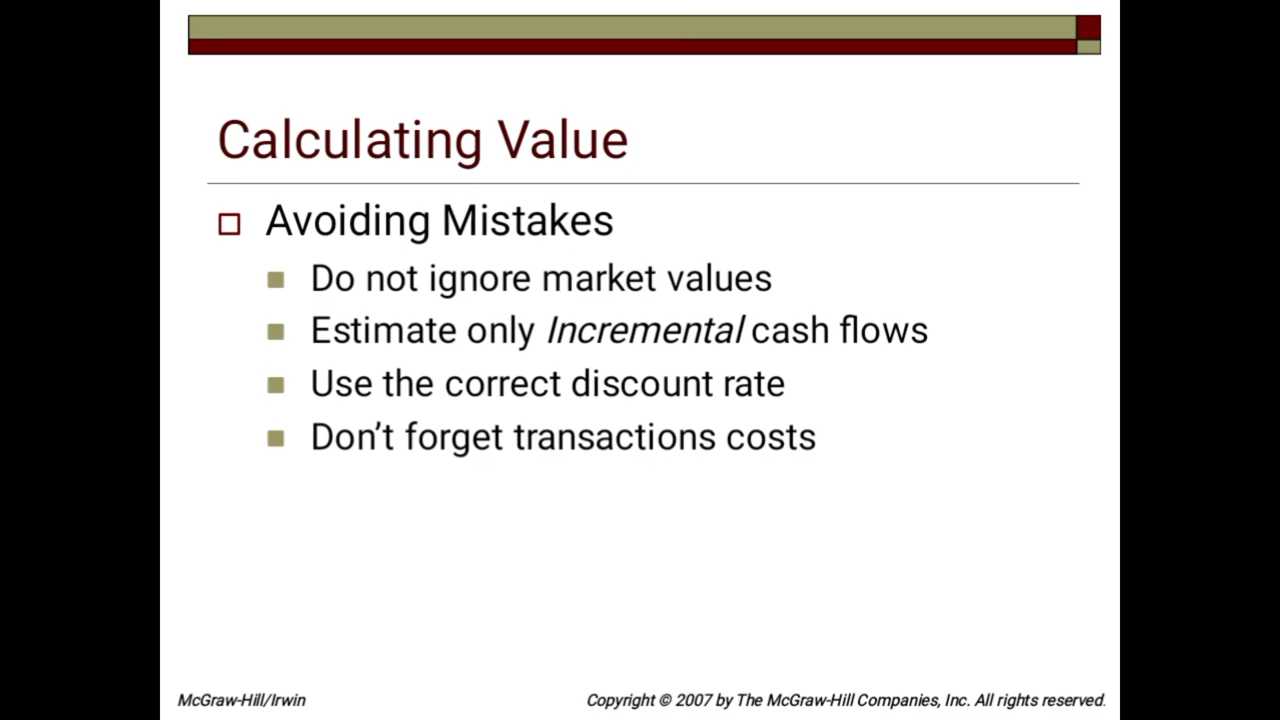 Calculating Value
Avoiding Mistakes
Do not ignore market values
Estimate only Incremental cash flows
Use the correct discount rate
Don’t forget transactions costs
McGraw-Hill/Irwin
Copyright © 2007 by The McGraw-Hill Companies, Inc. All rights reserved.